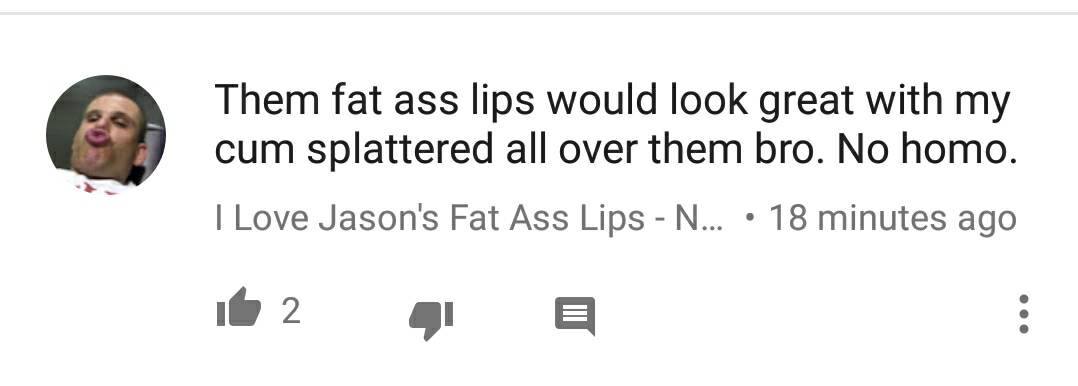 Them fat ass lips would look great with my
cum splattered all over them bro. No homo.
I Love Jason's Fat Ass Lips - N... • 18 minutes ago
2